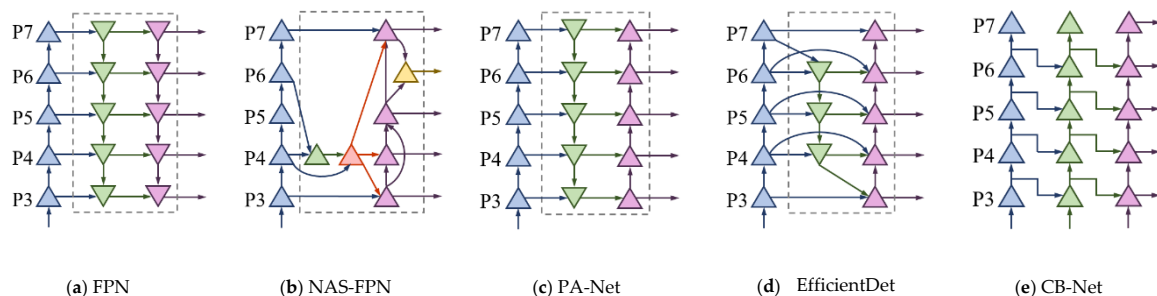 P7 P7 P7 P7 P7
P6 P6 P6 P6 P6
P5 P5 P5 P5 P5
P4 P4 P4 P4 P4
P3 P3 P3 P3 P3
(a) FPN (b) NAS-FPN (c) PA-Net (d) EfficientDet (e) CB-Net